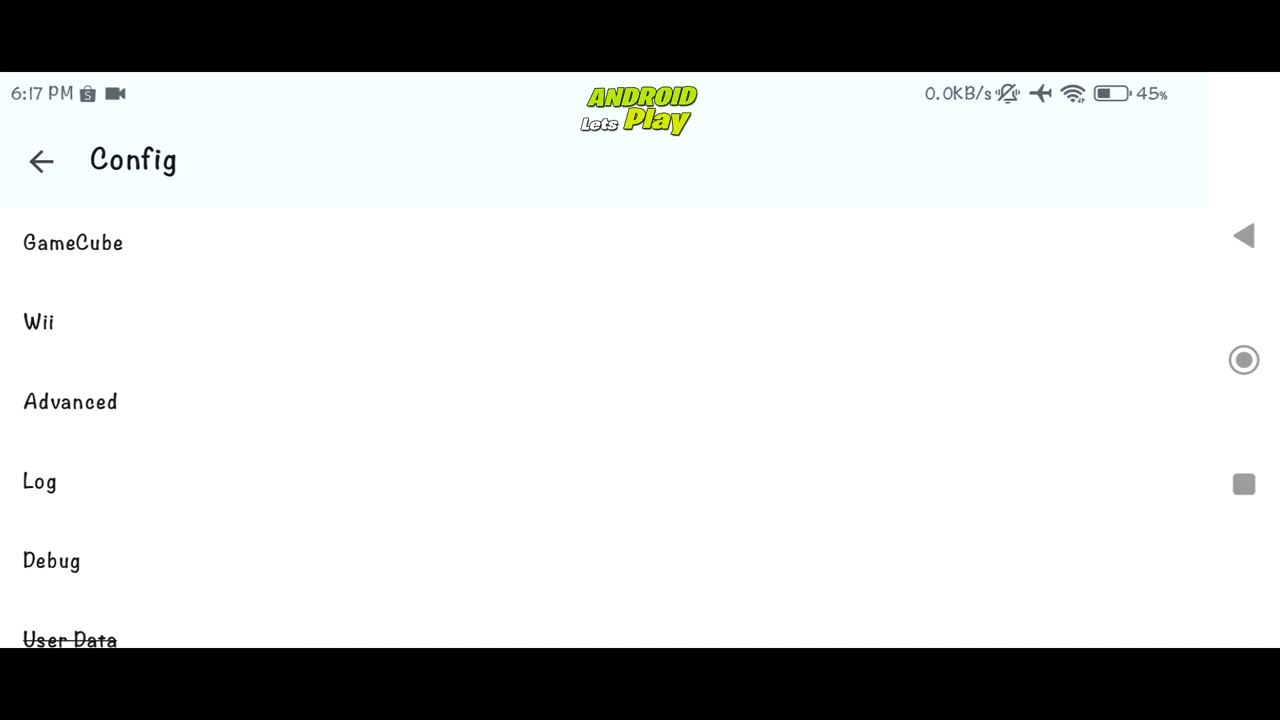 6:17 PM
0.0KB/s
45%
ANDROID
Lets Play
Config
GameCube
Wii
Advanced
Log
Debug
User Data